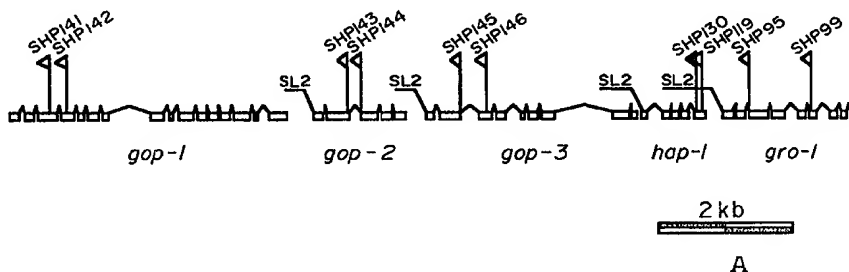 SHP141 SHP142 SHP143 SHP144 SHP145 SHP146 SHP130 SHP119 SHP95 SHP99
SL2 SL2 SL2 SL2
gop-1 gop-2 gop-3 hap-1 gro-1
2 kb
A